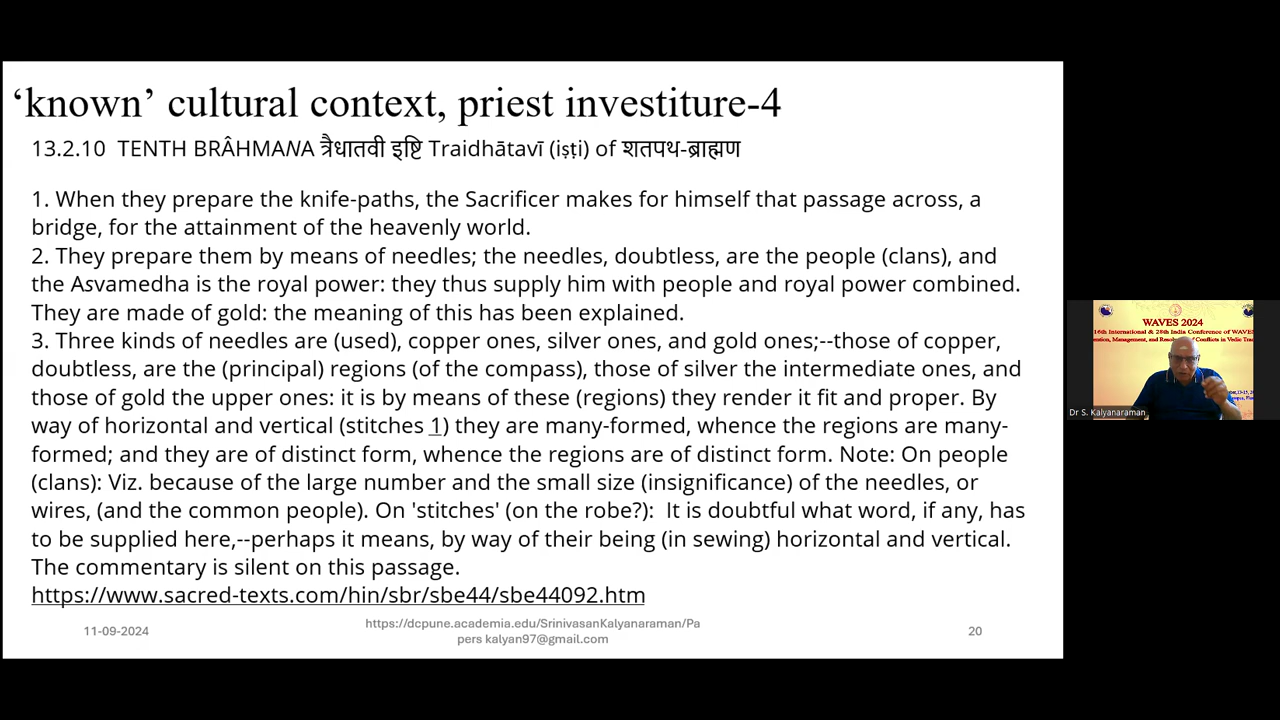 ‘known’ cultural context, priest investiture-4
13.2.10 TENTH BRÂHMANA त्रैधातवी इष्टि Traidhātavī (iṣṭi) of शतपथ-ब्राह्मण
1. When they prepare the knife-paths, the Sacrificer makes for himself that passage across, a
bridge, for the attainment of the heavenly world.
2. They prepare them by means of needles; the needles, doubtless, are the people (clans), and
the Asvamedha is the royal power: they thus supply him with people and royal power combined.
They are made of gold: the meaning of this has been explained.
3. Three kinds of needles are (used), copper ones, silver ones, and gold ones;--those of copper,
doubtless, are the (principal) regions (of the compass), those of silver the intermediate ones, and
those of gold the upper ones: it is by means of these (regions) they render it fit and proper. By
way of horizontal and vertical (stitches 1) they are many-formed, whence the regions are many-
formed; and they are of distinct form, whence the regions are of distinct form. Note: On people
(clans): Viz. because of the large number and the small size (insignificance) of the needles, or
wires, (and the common people). On 'stitches' (on the robe?): It is doubtful what word, if any, has
to be supplied here,--perhaps it means, by way of their being (in sewing) horizontal and vertical.
The commentary is silent on this passage.
https://www.sacred-texts.com/hin/sbr/sbe44/sbe44092.htm
11-09-2024
https://dcpune.academia.edu/SrinivasanKalyanaraman/Pa
pers kalyan97@gmail.com
20
WAVES 2024
16th International & 28th India Conference of WAVE
Management, and
Conflicts in Vedic
Dr S. Kalyanaraman